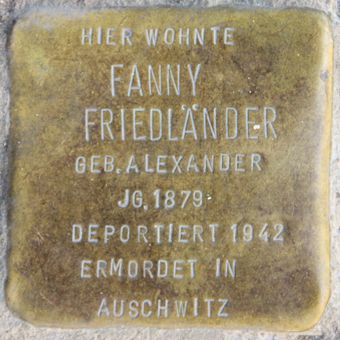 HIER WOHNTE
FANNY
FRIEDLÄNDER
GEB. ALEXANDER
JG. 1879
DEPORTIERT 1942
ERMORDET IN
AUSCHWITZ